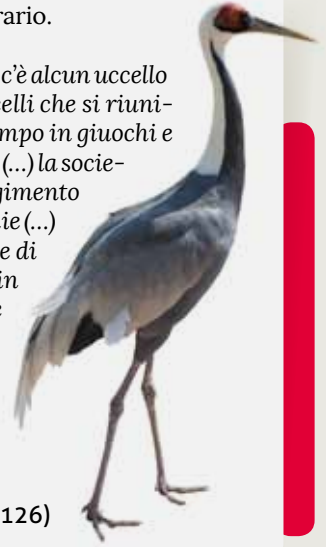 rario.
c'è alcun uccello
elli che si riuni-
mpo in giuochi e
(…) la socie-
gimento
ie (…)
e di
in
126)